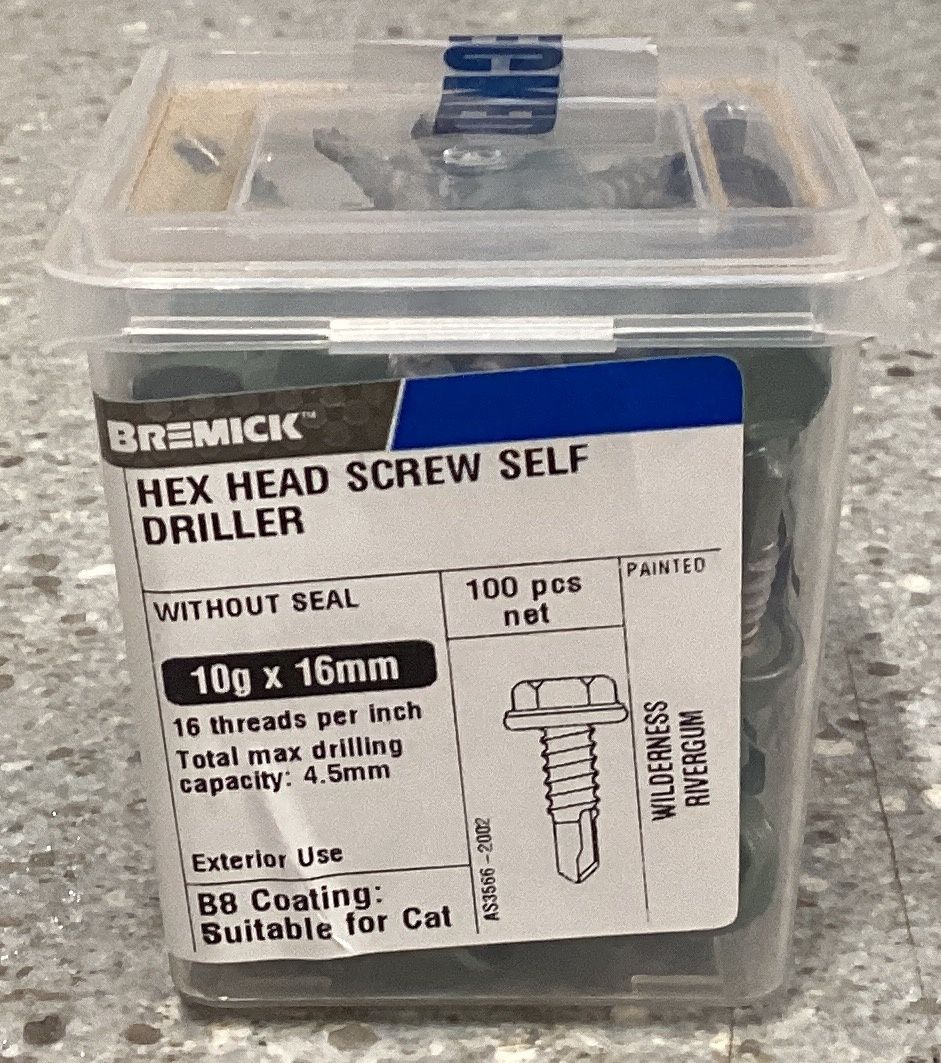 BREMICK™
HEX HEAD SCREW SELF
DRILLER
WITHOUT SEAL
100 pcs
net
PAINTED
10g x 16mm
16 threads per inch
Total max drilling
capacity: 4.5mm
Exterior Use
B8 Coating:
Suitable for Cat
AS3566 -2002
WILDERNESS
RIVERGUM